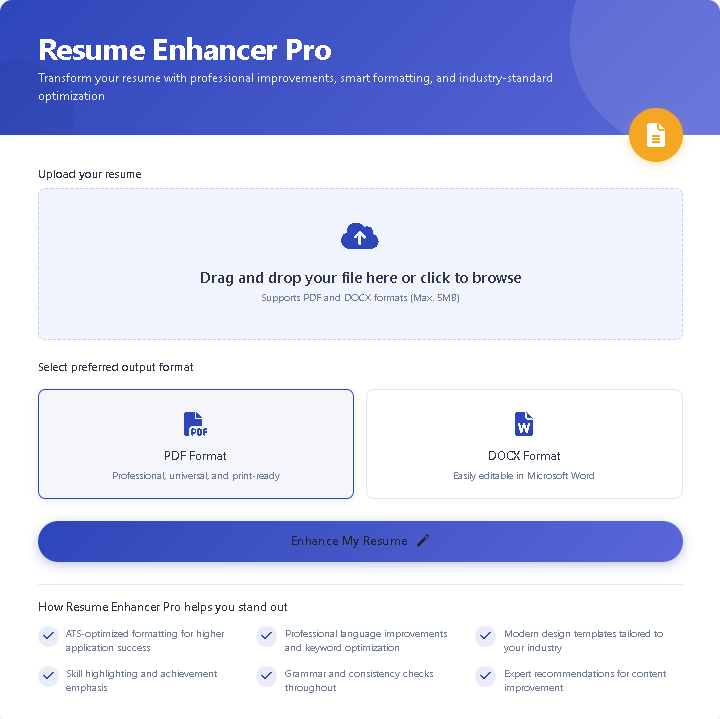 Resume Enhancer Pro
Transform your resume with professional improvements, smart formatting, and industry-standard
optimization
Upload your resume
Drag and drop your file here or click to browse
Supports PDF and DOCX formats (Max. 5MB)
Select preferred output format
PDF
PDF Format
Professional, universal, and print-ready
W
DOCX Format
Easily editable in Microsoft Word
Enhance My Resume
How Resume Enhancer Pro helps you stand out
ATS-optimized formatting for higher
application success
Professional language improvements
and keyword optimization
Modern design templates tailored to
your industry
Skill highlighting and achievement
emphasis
Grammar and consistency checks
throughout
Expert recommendations for content
improvement